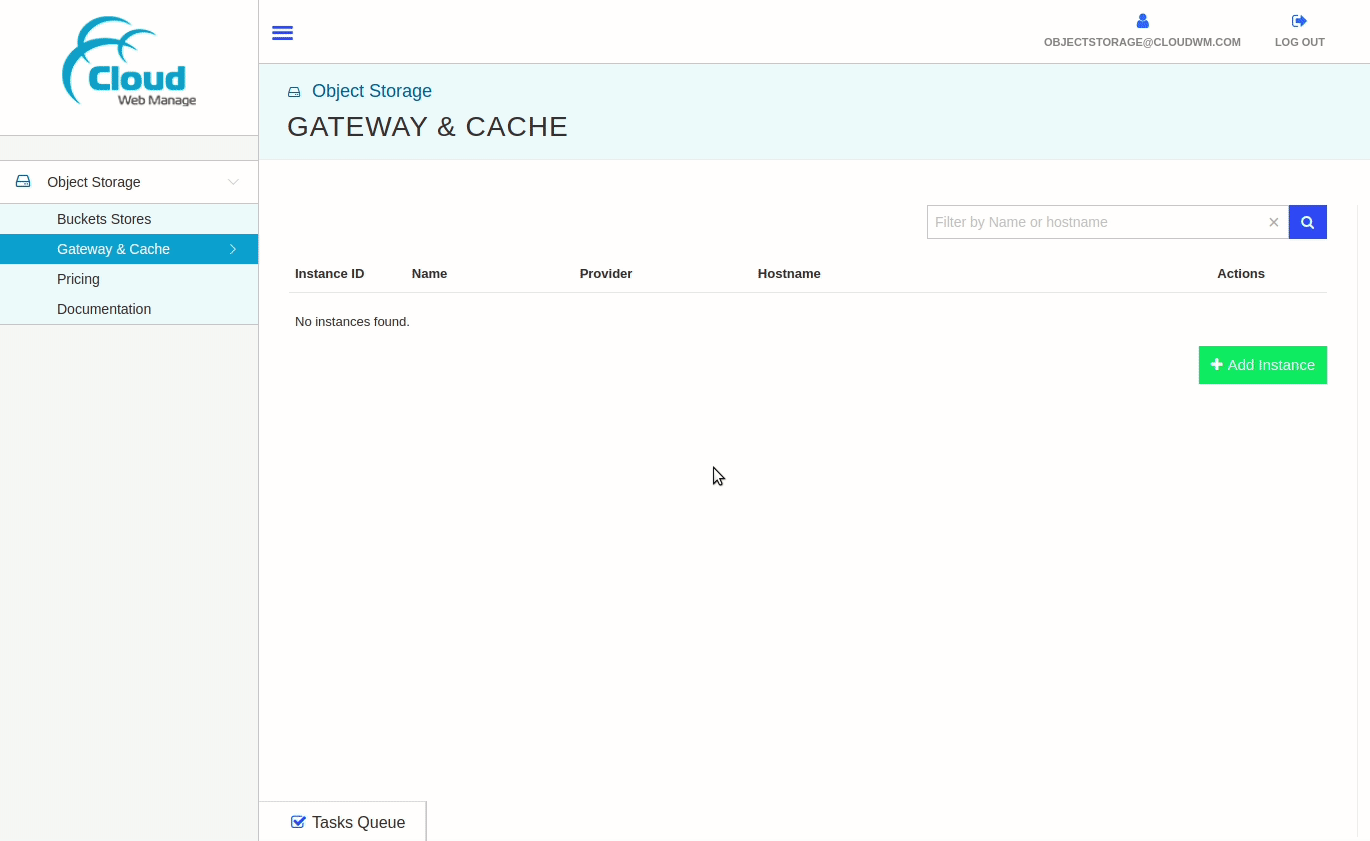 Cloud
Web Manage
OBJECTSTORAGE@CLOUDWM.COM
LOG OUT
Object Storage
GATEWAY & CACHE
Object Storage
Buckets Stores
Gateway & Cache
Pricing
Documentation
Filter by Name or hostname
Instance ID Name Provider Hostname Actions
No instances found.
Add Instance
Tasks Queue